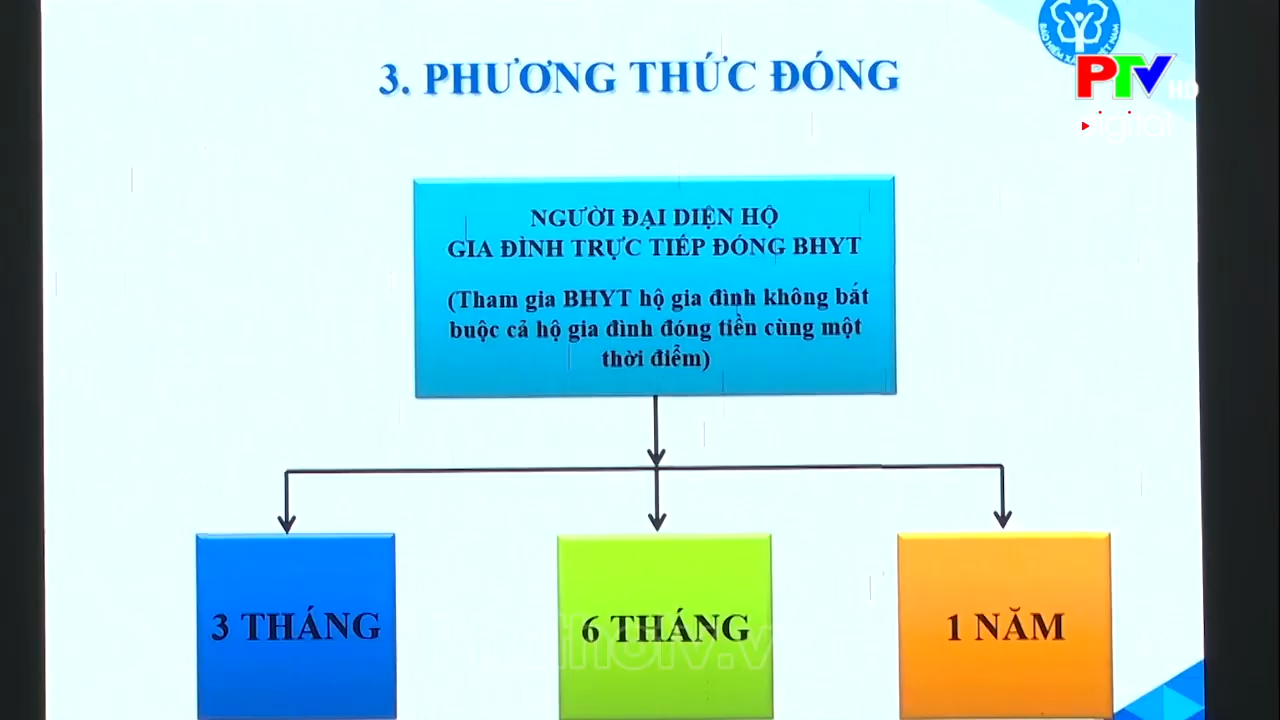 3. PHƯƠNG THỨC ĐÓNG
PTV HD
digital
NGƯỜI ĐẠI DIỆN HỘ
GIA ĐÌNH TRỰC TIẾP ĐÓNG BHYT
(Tham gia BHYT hộ gia đình không bắt
buộc cả hộ gia đình đóng tiền cùng một
thời điểm)
3 THÁNG
6 THÁNG
1 NĂM